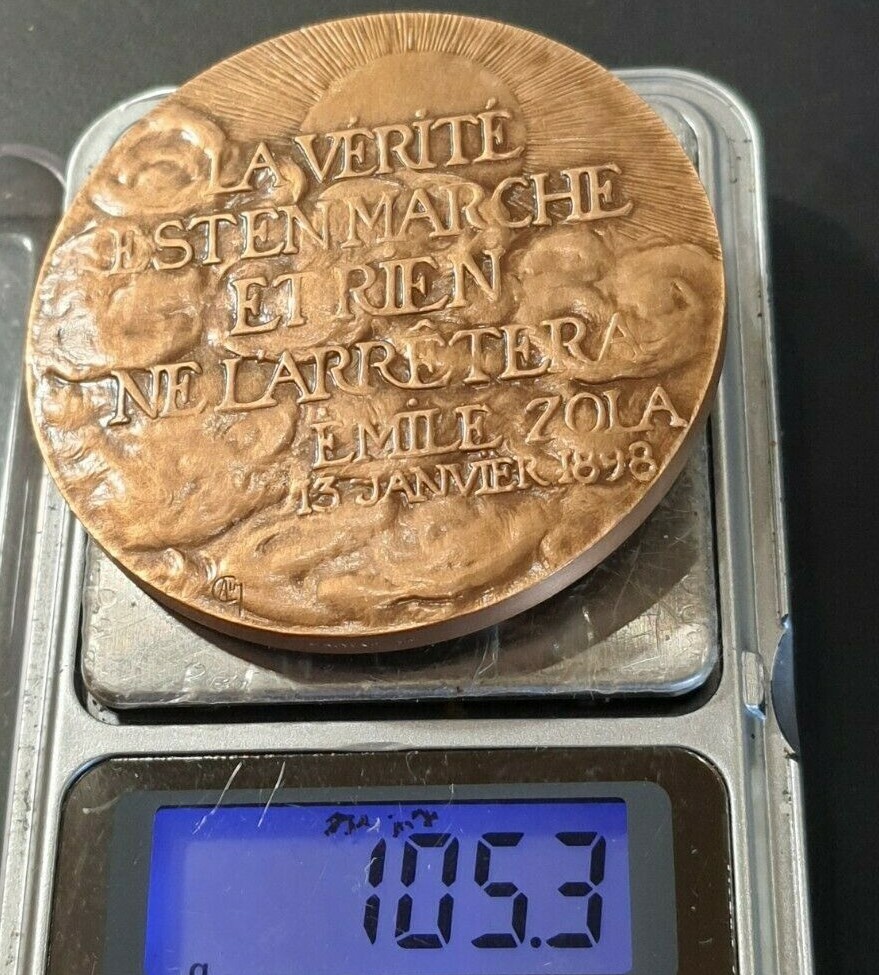 LA VÉRITÉ
EST EN MARCHE
ET RIEN
NE L'ARRÊTERA
ÉMILE ZOLA
13 JANVIER 1898
105.3
g